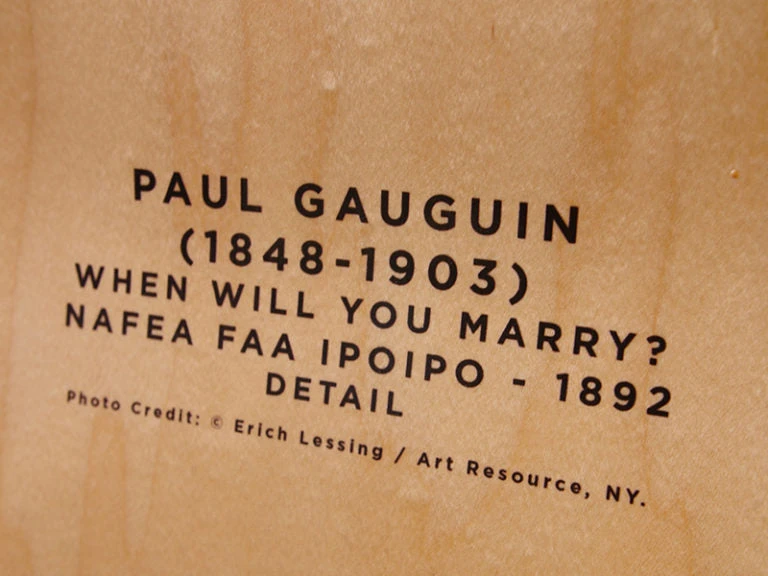 PAUL GAUGUIN
(1848-1903)
WHEN WILL YOU MARRY?
NAFEA FAA IPOIPO - 1892
DETAIL
Photo Credit: © Erich Lessing / Art Resource, NY.